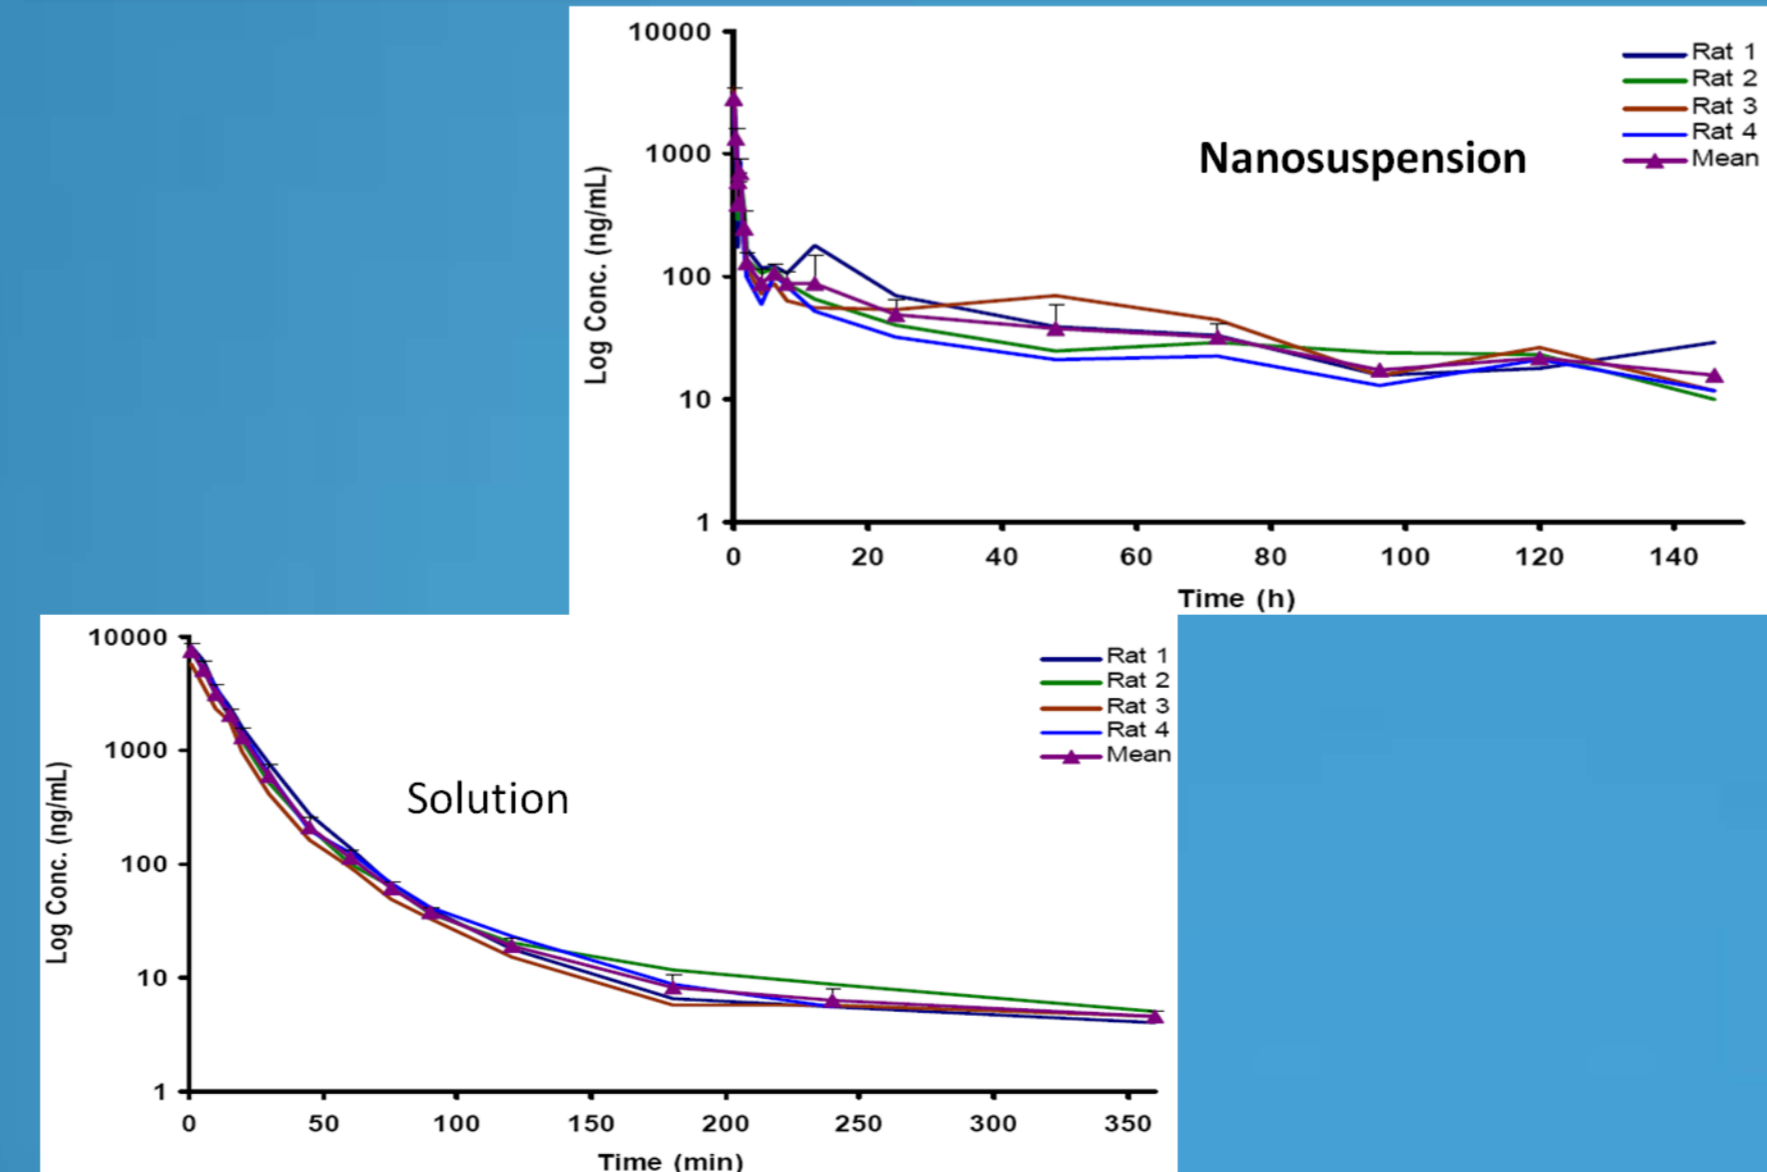 10000
1000
100
10
1
Log Conc. (ng/mL)
Nanosuspension
Rat 1
Rat 2
Rat 3
Rat 4
Mean
0 20 40 60 80 100 120 140
Time (h)
10000
1000
100
10
1
Log Conc. (ng/mL)
Solution
Rat 1
Rat 2
Rat 3
Rat 4
Mean
0 50 100 150 200 250 300 350
Time (min)